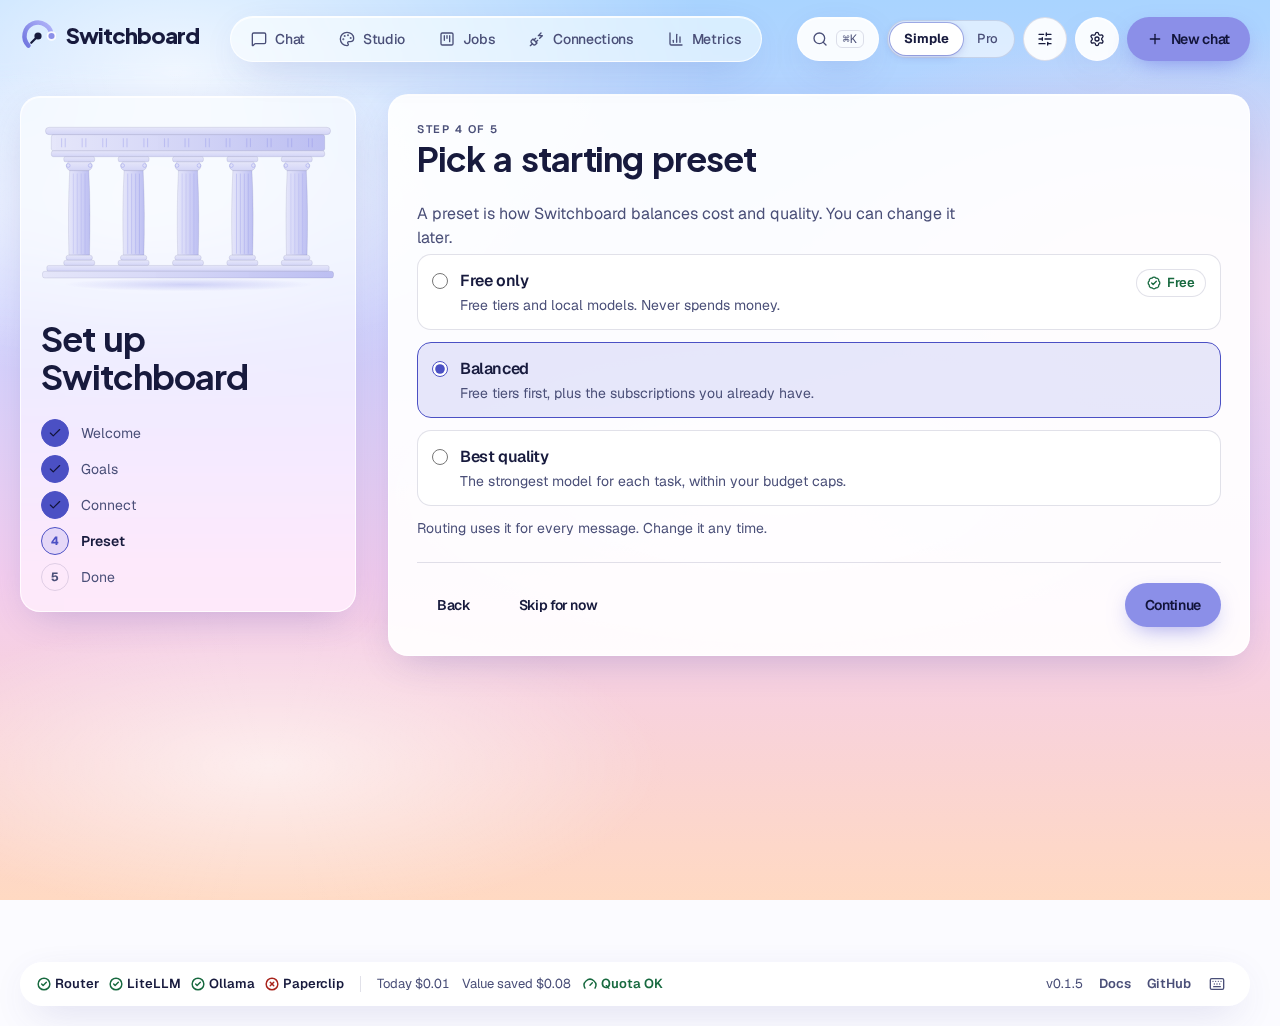 Switchboard
Chat
Studio
Jobs
Connections
Metrics
⌘K
Simple
Pro
New chat
Set up
Switchboard
Welcome
Goals
Connect
4
Preset
5
Done
STEP 4 OF 5
Pick a starting preset
A preset is how Switchboard balances cost and quality. You can change it
later.
Free only
Free
Free tiers and local models. Never spends money.
Balanced
Free tiers first, plus the subscriptions you already have.
Best quality
The strongest model for each task, within your budget caps.
Routing uses it for every message. Change it any time.
Back
Skip for now
Continue
Router
LiteLLM
Ollama
Paperclip
Today $0.01
Value saved $0.08
Quota OK
v0.1.5
Docs
GitHub